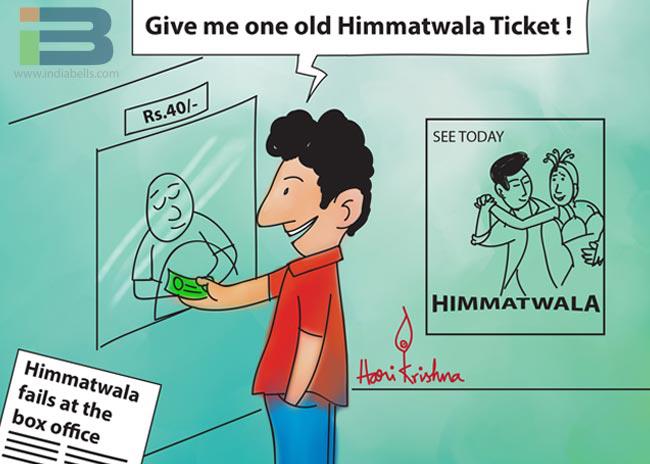 iB
www.indiabells.com
Give me one old Himmatwala Ticket !
Rs.40/-
SEE TODAY
HIMMATWALA
Hari Krishna
Himmatwala
fails at the
box office